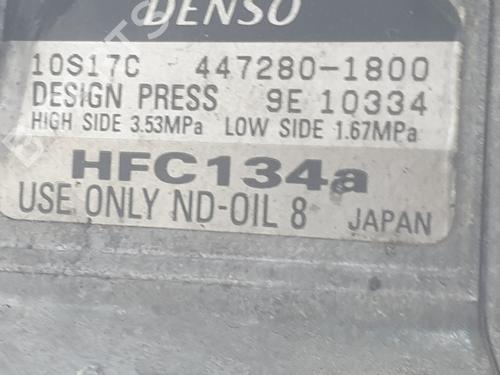 DENSO
10S17C 447280-1800
DESIGN PRESS 9E 10334
HIGH SIDE 3.53MPa LOW SIDE 1.67MPa
HFC134a
USE ONLY ND-OIL 8 JAPAN